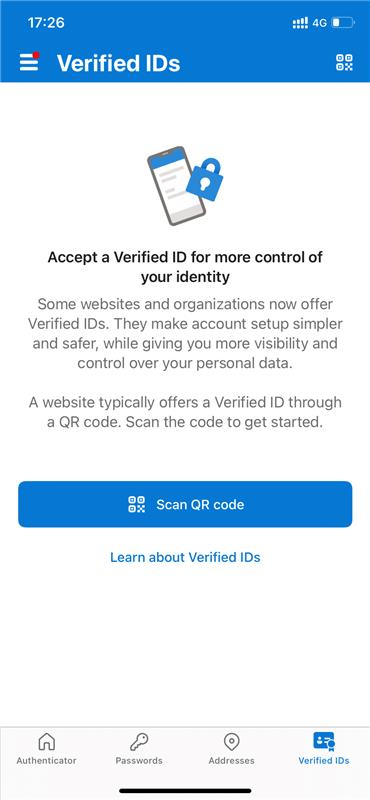 17:26 4G
Verified IDs
Accept a Verified ID for more control of
your identity
Some websites and organizations now offer
Verified IDs. They make account setup simpler
and safer, while giving you more visibility and
control over your personal data.
A website typically offers a Verified ID through
a QR code. Scan the code to get started.
Scan QR code
Learn about Verified IDs
Authenticator Passwords Addresses Verified IDs